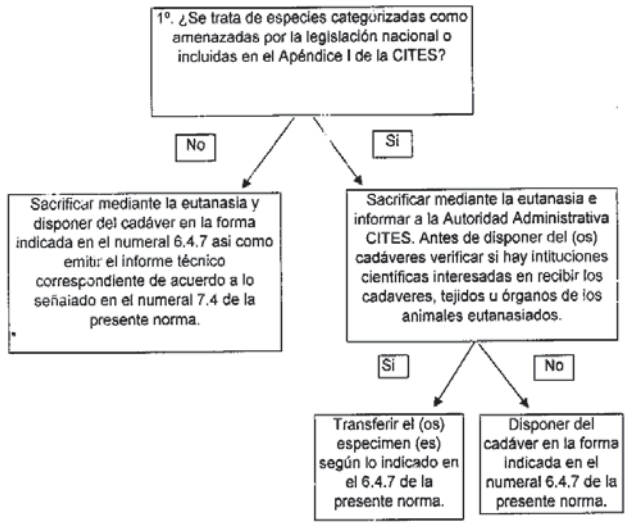 1º. ¿Se trata de especies categorizadas como
amenazadas por la legislación nacional o
incluidas en el Apéndice I de la CITES?
No
Si
Sacrificar mediante la eutanasia y
disponer del cadáver en la forma
indicada en el numeral 6.4.7 asi como
emitir el informe técnico
correspondiente de acuerdo a lo
señalado en el numeral 7.4 de la
presente norma.
Sacrificar mediante la eutanasia e
informar a la Autoridad Administrativa
CITES. Antes de disponer del (os)
cadáveres verificar si hay intituciones
científicas interesadas en recibir los
cadaveres, tejidos u órganos de los
animales eutanasiados.
Si
No
Transferir el (os)
especimen (es)
según lo indicado en
el 6.4.7 de la
presente norma.
Disponer del
cadáver en la forma
indicada en el
numeral 6.4.7 de la
presente norma.